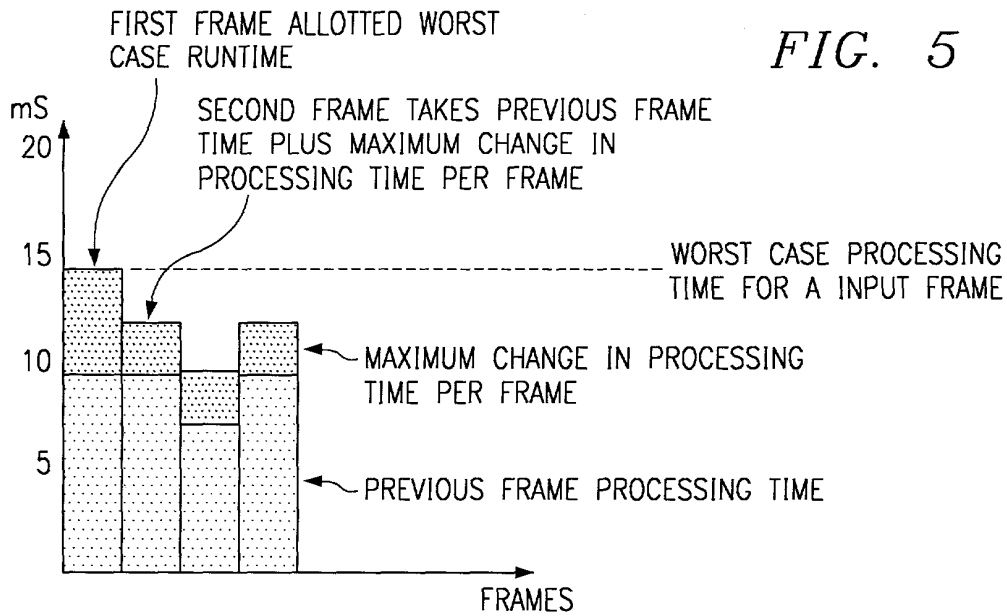 FIRST FRAME ALLOTTED WORST
CASE RUNTIME
FIG. 5
mS
SECOND FRAME TAKES PREVIOUS FRAME
TIME PLUS MAXIMUM CHANGE IN
PROCESSING TIME PER FRAME
20
15
WORST CASE PROCESSING
TIME FOR A INPUT FRAME
10
MAXIMUM CHANGE IN PROCESSING
TIME PER FRAME
5
PREVIOUS FRAME PROCESSING TIME
FRAMES